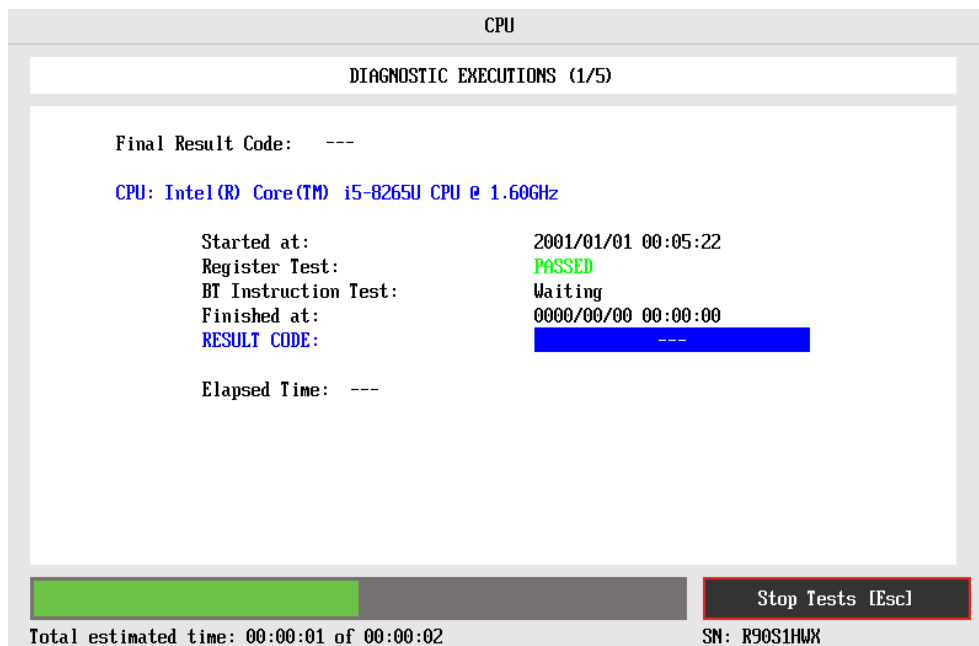 CPU
DIAGNOSTIC EXECUTIONS (1/5)
Final Result Code: ---
CPU: Intel(R) Core(TM) i5-8265U CPU @ 1.60GHz
Started at: 2001/01/01 00:05:22
Register Test: PASSED
BT Instruction Test: Waiting
Finished at: 0000/00/00 00:00:00
RESULT CODE: ---
Elapsed Time: ---
Stop Tests [Esc]
Total estimated time: 00:00:01 of 00:00:02 SN: R90S1HWX